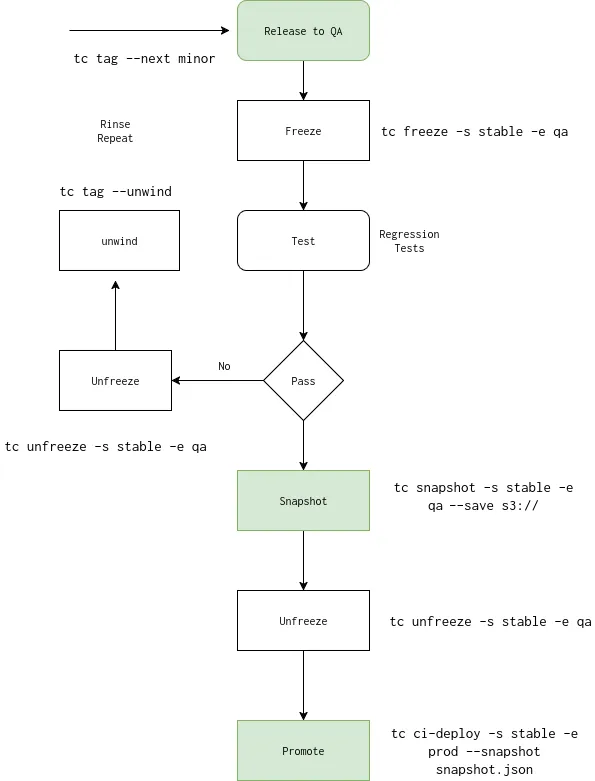 Release to QA
tc tag --next minor
Rinse
Repeat
Freeze
tc freeze -s stable -e qa
tc tag --unwind
unwind
Test
Regression
Tests
No
Unfreeze
Pass
tc unfreeze -s stable -e qa
Snapshot
tc snapshot -s stable -e
qa --save s3://
Unfreeze
tc unfreeze -s stable -e qa
Promote
tc ci-deploy -s stable -e
prod --snapshot
snapshot.json